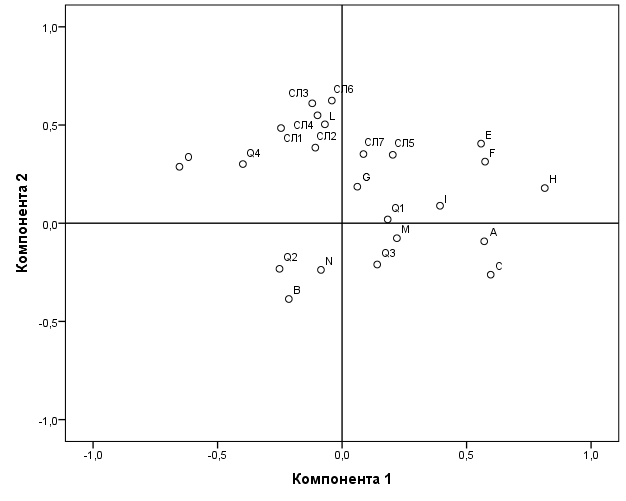 1,0
СЛ3
СЛ6
0,5
СЛ4
L
СЛ1
СЛ2
СЛ7
СЛ5
E
F
O
Q4
G
H
I
Q1
0,0
M
A
Q2
N
Q3
C
B
-0,5
-1,0
-1,0
-0,5
0,0
0,5
1,0
Компонента 1
Компонента 2